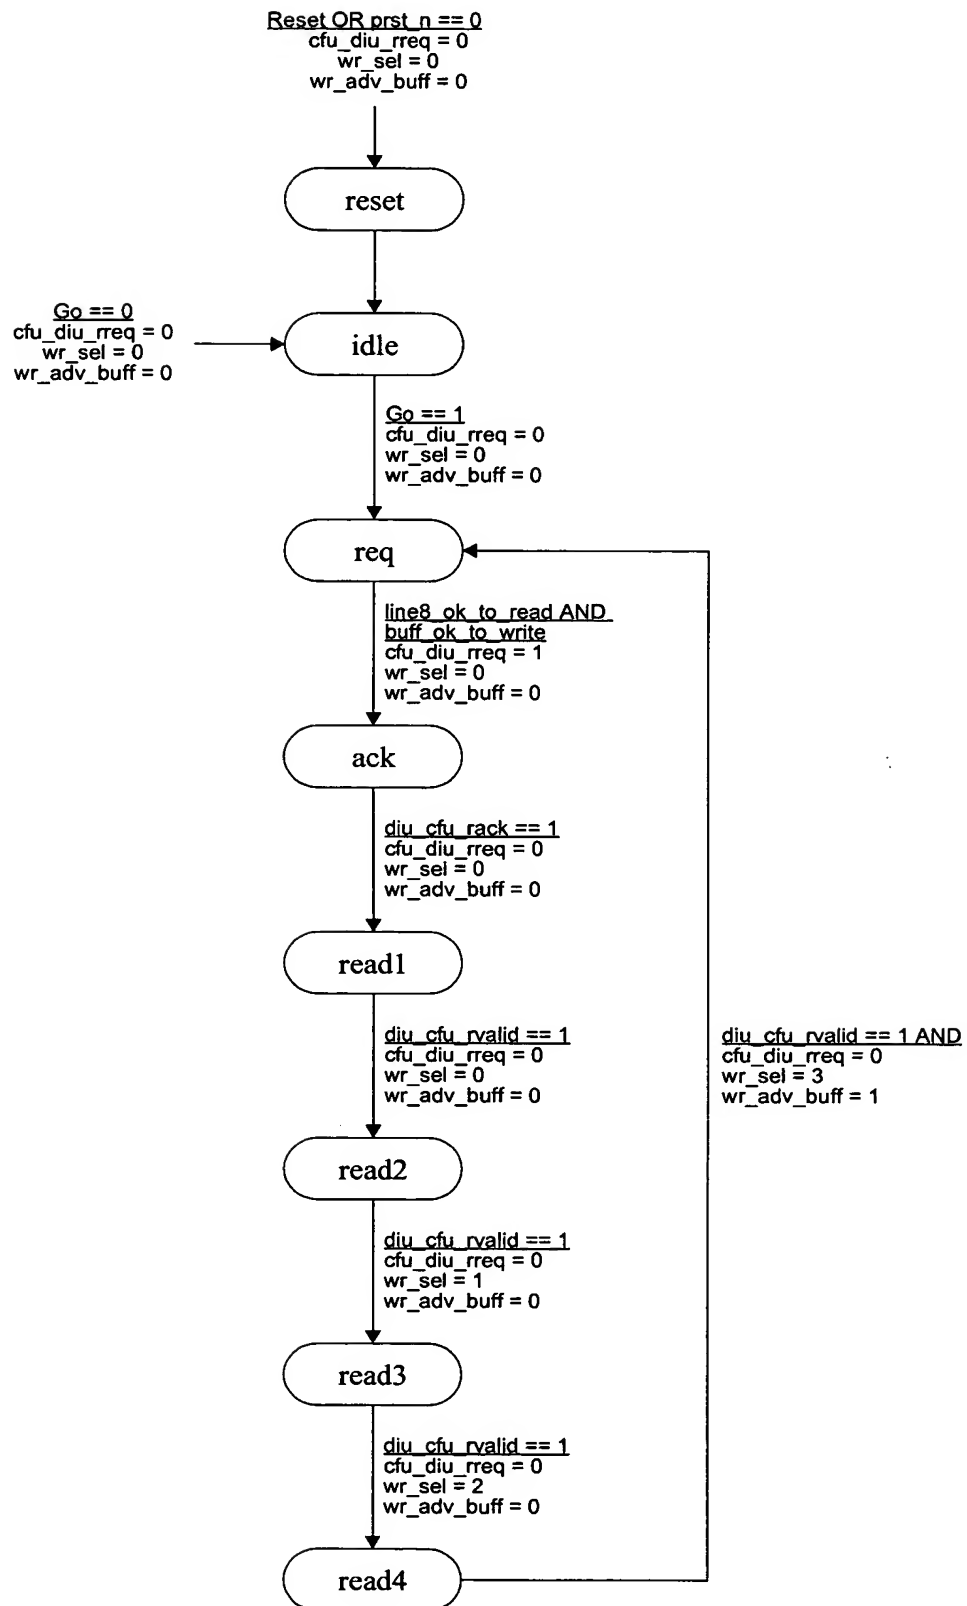 Reset OR prst_n == 0
cfu_diu_rreq = 0
wr_sel = 0
wr_adv_buff = 0
reset
Go == 0
cfu_diu_rreq = 0
wr_sel = 0
wr_adv_buff = 0
idle
Go == 1
cfu_diu_rreq = 0
wr_sel = 0
wr_adv_buff = 0
req
line8_ok_to_read AND
buff_ok_to_write
cfu_diu_rreq = 1
wr_sel = 0
wr_adv_buff = 0
ack
diu_cfu_rack == 1
cfu_diu_rreq = 0
wr_sel = 0
wr_adv_buff = 0
read1
diu_cfu_rvalid == 1
cfu_diu_rreq = 0
wr_sel = 0
wr_adv_buff = 0
diu_cfu_rvalid == 1 AND
cfu_diu_rreq = 0
wr_sel = 3
wr_adv_buff = 1
read2
diu_cfu_rvalid == 1
cfu_diu_rreq = 0
wr_sel = 1
wr_adv_buff = 0
read3
diu_cfu_rvalid == 1
cfu_diu_rreq = 0
wr_sel = 2
wr_adv_buff = 0
read4